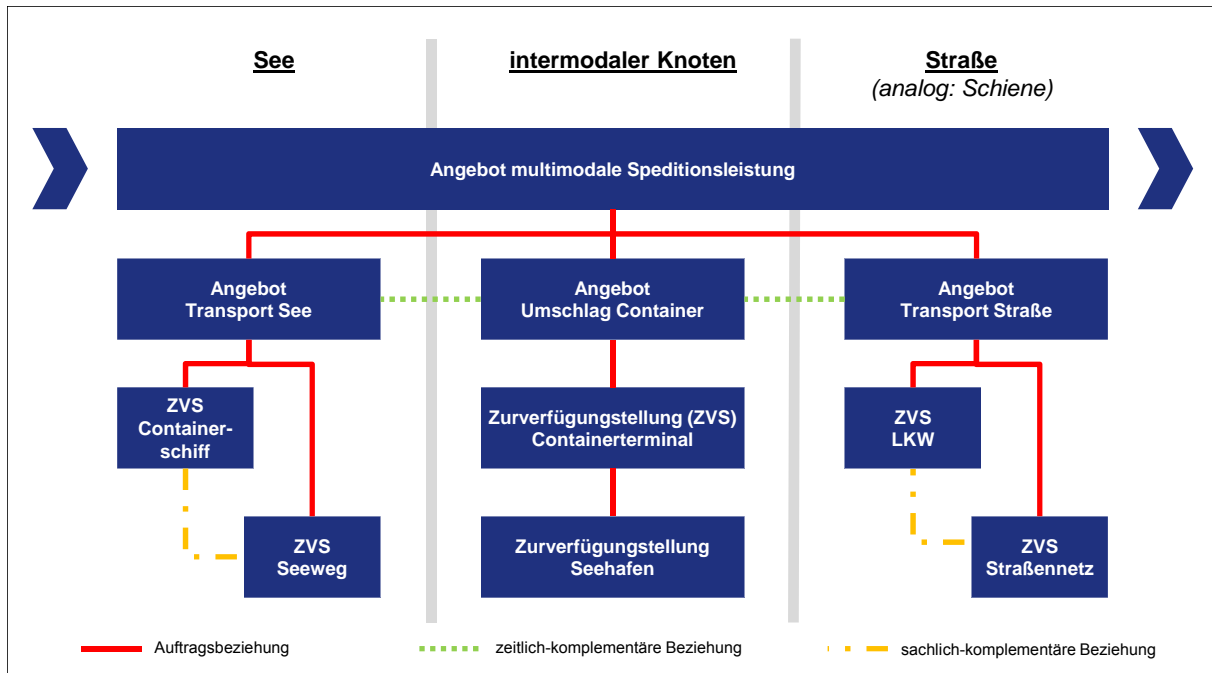 See
intermodaler Knoten
Straße
(analog: Schiene)
Angebot multimodale Speditionsleistung
Angebot
Transport See
Angebot
Umschlag Container
Angebot
Transport Straße
ZVS
Container-
schiff
Zurverfügungstellung (ZVS)
Containerterminal
ZVS
LKW
ZVS
Seeweg
Zurverfügungstellung
Seehafen
ZVS
Straßennetz
Auftragsbeziehung
zeitlich-komplementäre Beziehung
sachlich-komplementäre Beziehung